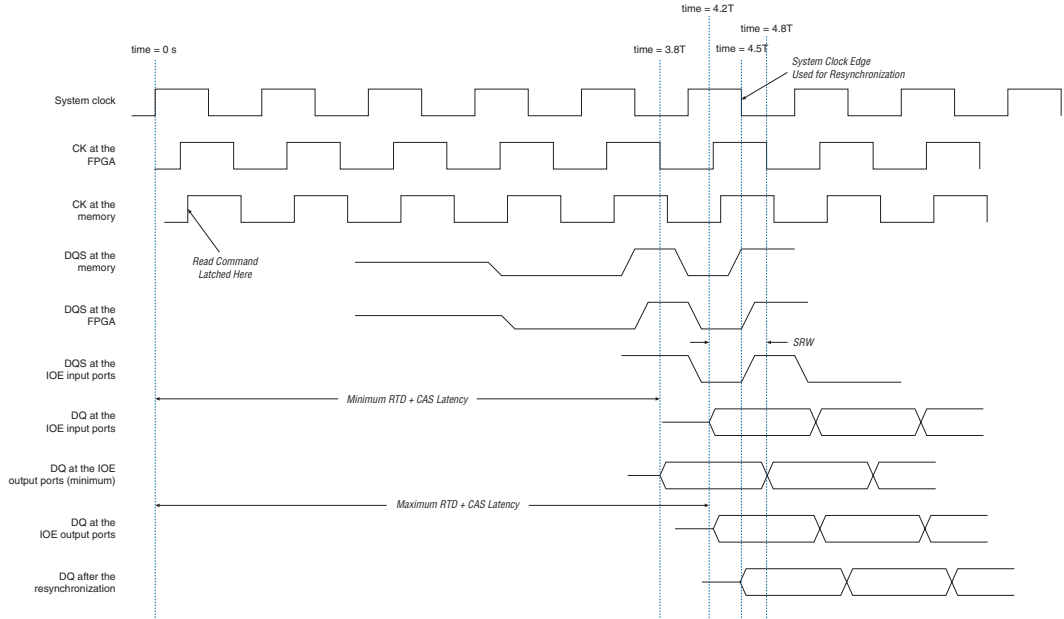 time = 4.2T
time = 4.8T
time = 0 s
time = 3.8T
time = 4.5T
System Clock Edge
Used for Resynchronization
System clock
CK at the
FPGA
CK at the
memory
Read Command
Latched Here
DQS at the
memory
DQS at the
FPGA
SRW
DQS at the
IOE input ports
Minimum RTD + CAS Latency
DQ at the
IOE input ports
DQ at the IOE
output ports (minimum)
Maximum RTD + CAS Latency
DQ at the
IOE output ports
DQ after the
resynchronization